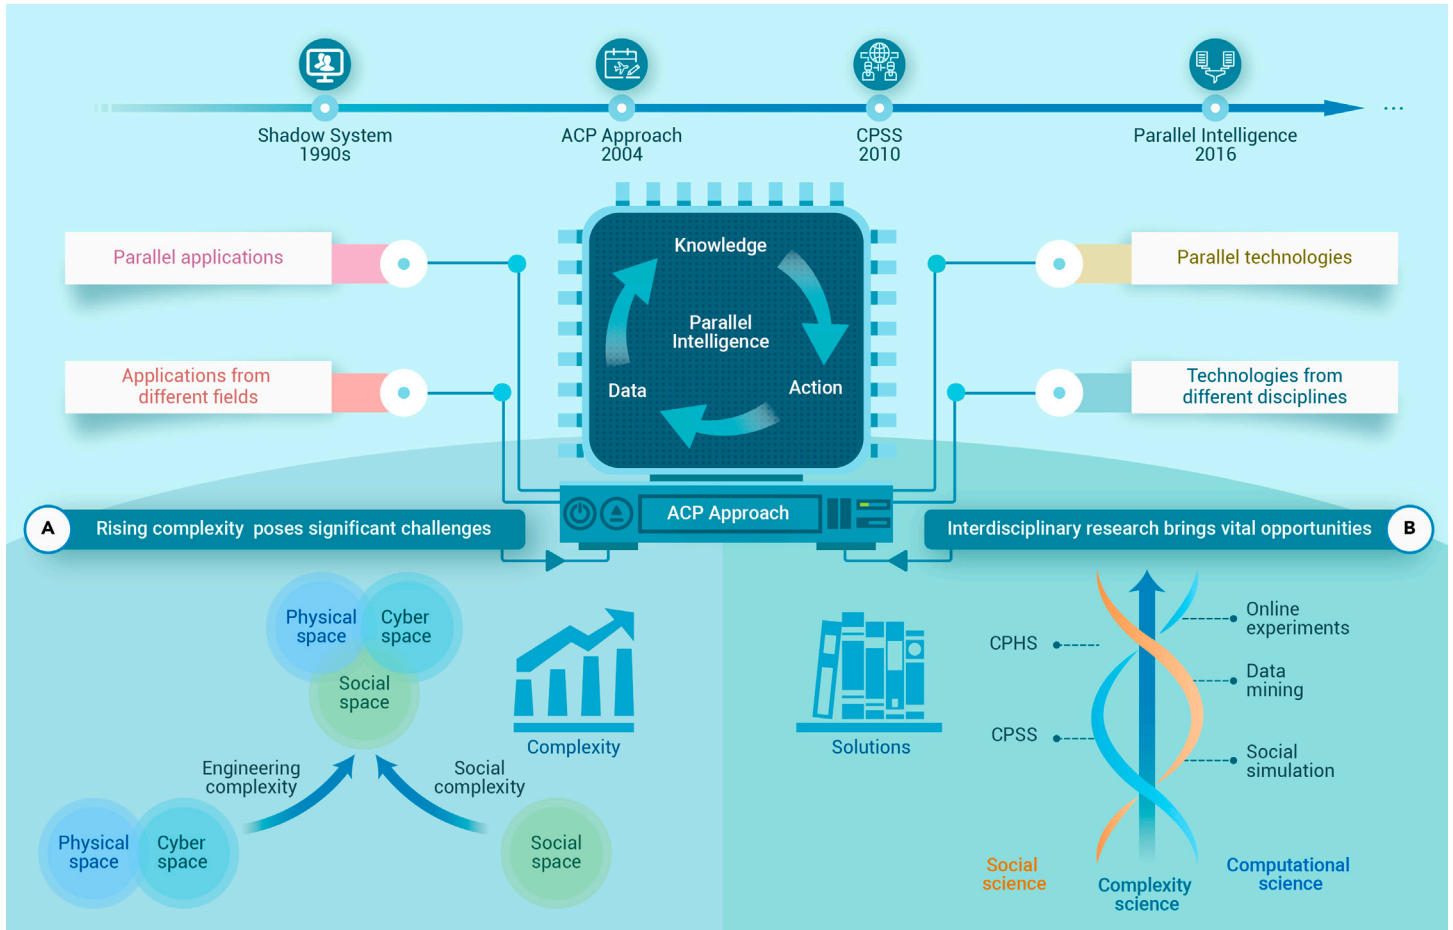 Shadow System
1990s
ACP Approach
2004
CPSS
2010
Parallel Intelligence
2016
...
Parallel applications
Applications from
different fields
Knowledge
Parallel
Intelligence
Data
Action
Parallel technologies
Technologies from
different disciplines
ACP Approach
A
Rising complexity poses significant challenges
Interdisciplinary research brings vital opportunities
B
Physical
space
Cyber
space
Social
space
Complexity
Engineering
complexity
Social
complexity
Physical
space
Cyber
space
Social
space
Solutions
CPHS
CPSS
Online
experiments
Data
mining
Social
simulation
Social
science
Complexity
science
Computational
science